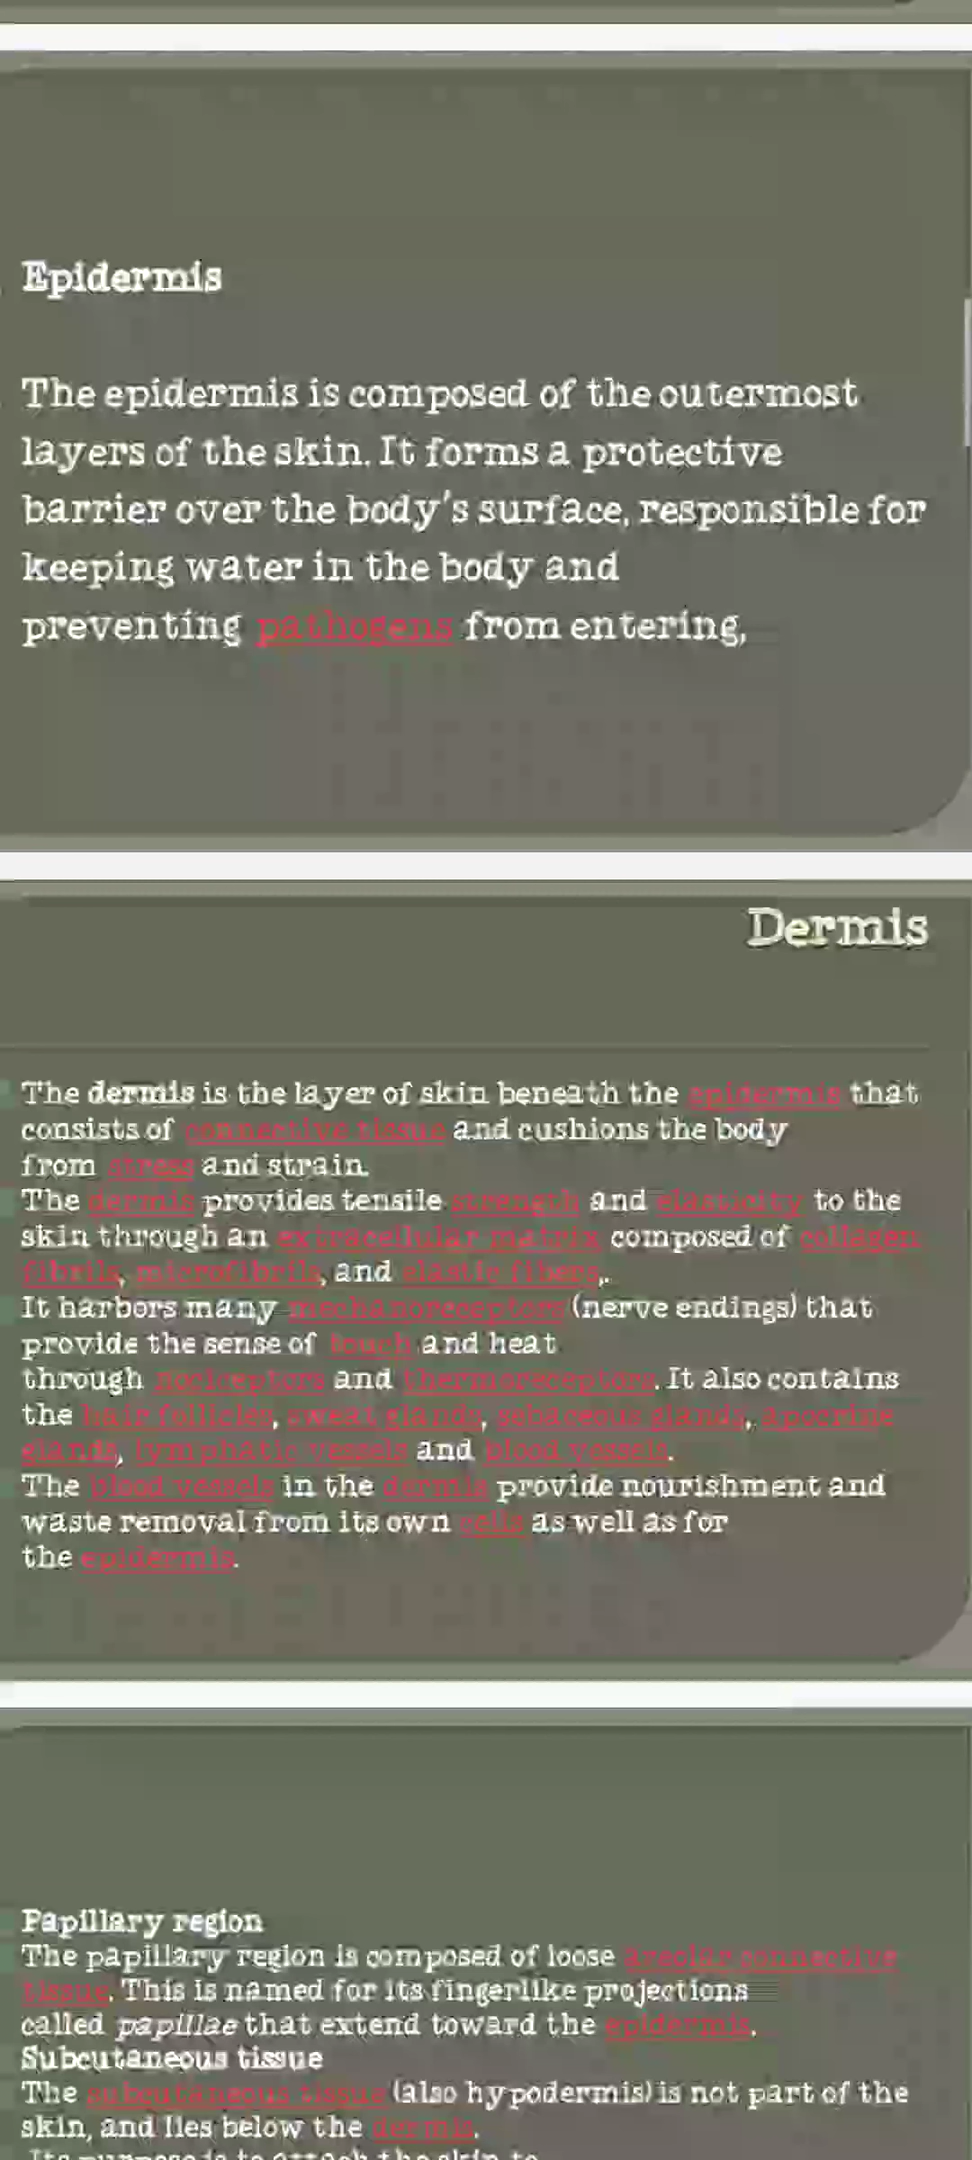 Epidermis
The epidermis is composed of the outermost
layers of the skin. It forms a protective
barrier over the body's surface, responsible for
keeping water in the body and
preventing pathogens from entering,
Dermis
The dermis is the layer of skin beneath the epidermis that
consists of connective tissue and cushions the body
from stress and strain.
The dermis provides tensile strength and elasticity to the
skin through an extracellular matrix composed of collagen
fibrils, microfibrils, and elastic fibers,.
It harbors many mechanoreceptors (nerve endings) that
provide the sense of touch and heat
through nociceptors and thermoreceptors. It also contains
the hair follicles, sweat glands, sebaceous glands, apocrine
glands, lymphatic vessels and blood vessels.
The blood vessels in the dermis provide nourishment and
waste removal from its own cells as well as for
the epidermis.
Papillary region
The papillary region is composed of loose areolar connective
tissue. This is named for its fingerlike projections
called papillae that extend toward the epidermis.
Subcutaneous tissue
The subcutaneous tissue (also hypodermis) is not part of the
skin, and lies below the dermis.
Its purpose is to attach the skin to